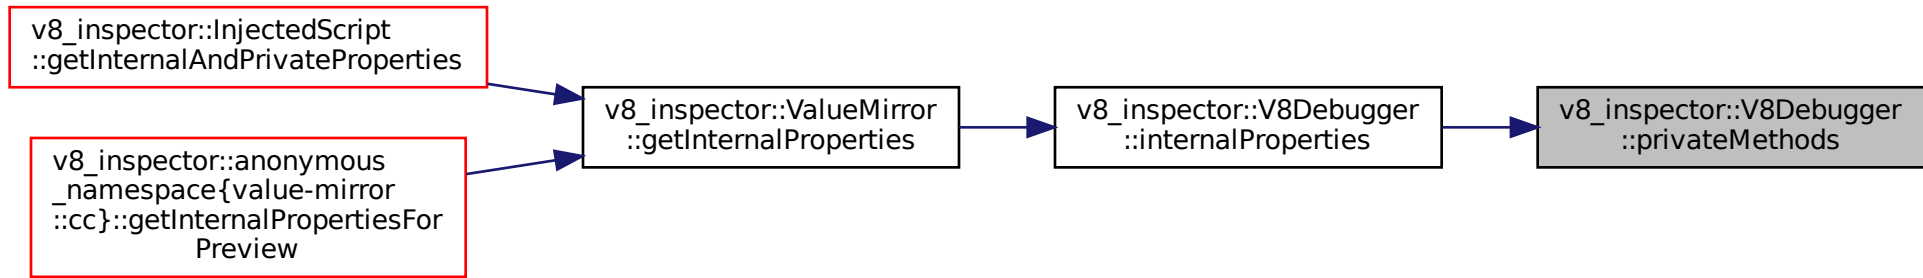 v8_inspector::InjectedScript
::getInternalAndPrivateProperties
v8_inspector::anonymous
_namespace{value-mirror
::cc}::getInternalPropertiesFor
Preview
v8_inspector::ValueMirror
::getInternalProperties
v8_inspector::V8Debugger
::internalProperties
v8_inspector::V8Debugger
::privateMethods